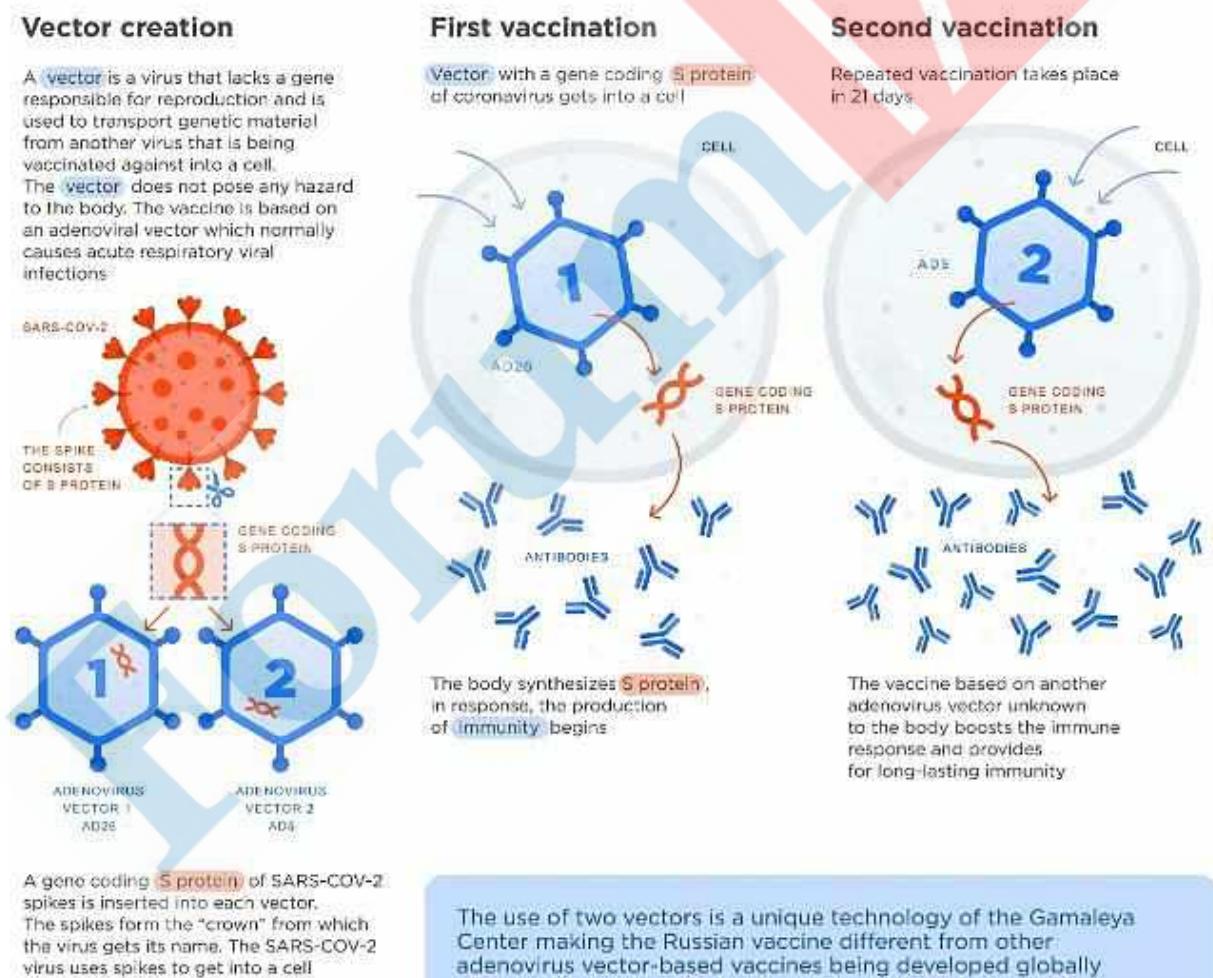 Vector creation
A vector is a virus that lacks a gene
responsible for reproduction and is
used to transport genetic material
from another virus that is being
vaccinated against into a cell.
The vector does not pose any hazard
to the body. The vaccine is based on
an adenoviral vector which normally
causes acute respiratory viral
infections
SARS-COV-2
THE SPIKE
CONSISTS
OF S PROTEIN
GENE CODING
S PROTEIN
1
2
ADENOVIRUS
VECTOR 1
AD26
ADENOVIRUS
VECTOR 2
AD5
A gene coding S protein of SARS-COV-2
spikes is inserted into each vector.
The spikes form the “crown” from which
the virus gets its name. The SARS-COV-2
virus uses spikes to get into a cell
First vaccination
Vector with a gene coding S protein
of coronavirus gets into a cell
CELL
1
AD26
GENE CODING
S PROTEIN
ANTIBODIES
The body synthesizes S protein,
in response, the production
of immunity begins
Second vaccination
Repeated vaccination takes place
in 21 days
CELL
AD5
2
GENE CODING
S PROTEIN
ANTIBODIES
The vaccine based on another
adenovirus vector unknown
to the body boosts the immune
response and provides
for long-lasting immunity
The use of two vectors is a unique technology of the Gamaleya
Center making the Russian vaccine different from other
adenovirus vector-based vaccines being developed globally
Forum